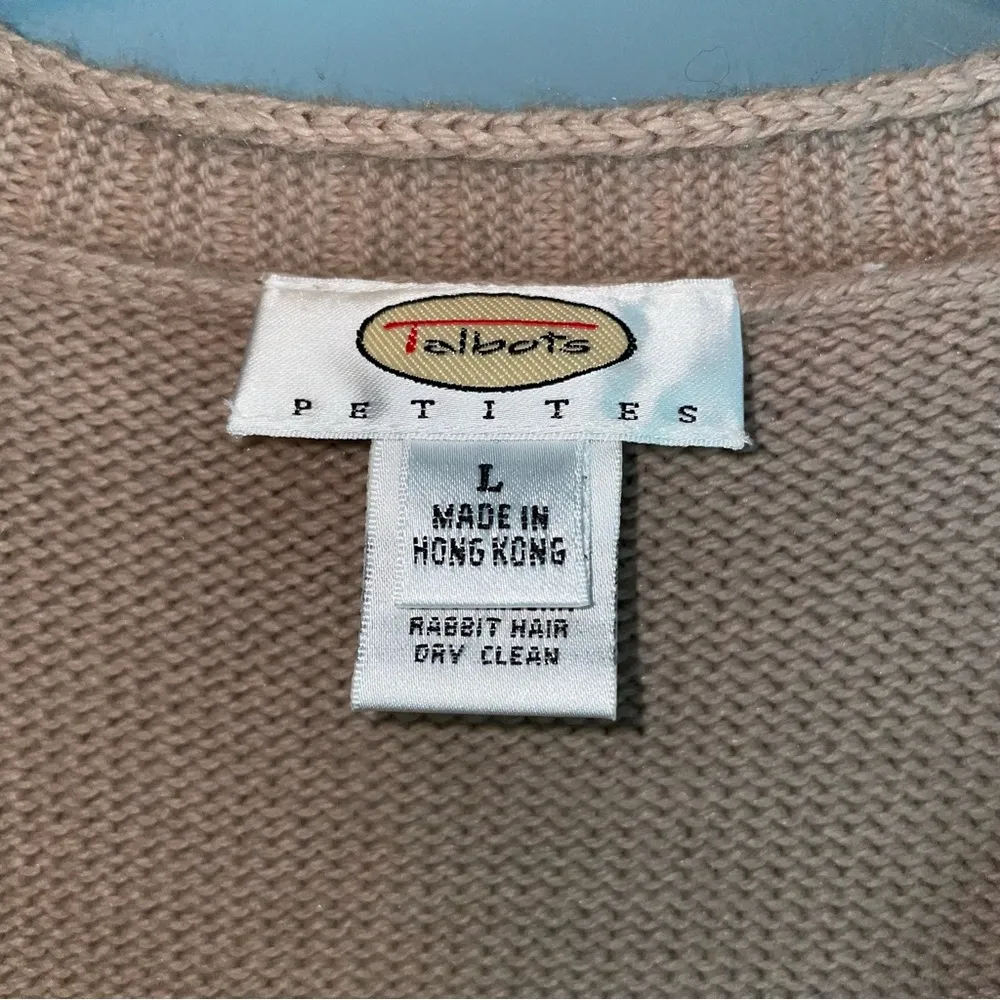 Talbots
PETITES
L
MADE IN
HONG KONG
RABBIT HAIR
DRY CLEAN